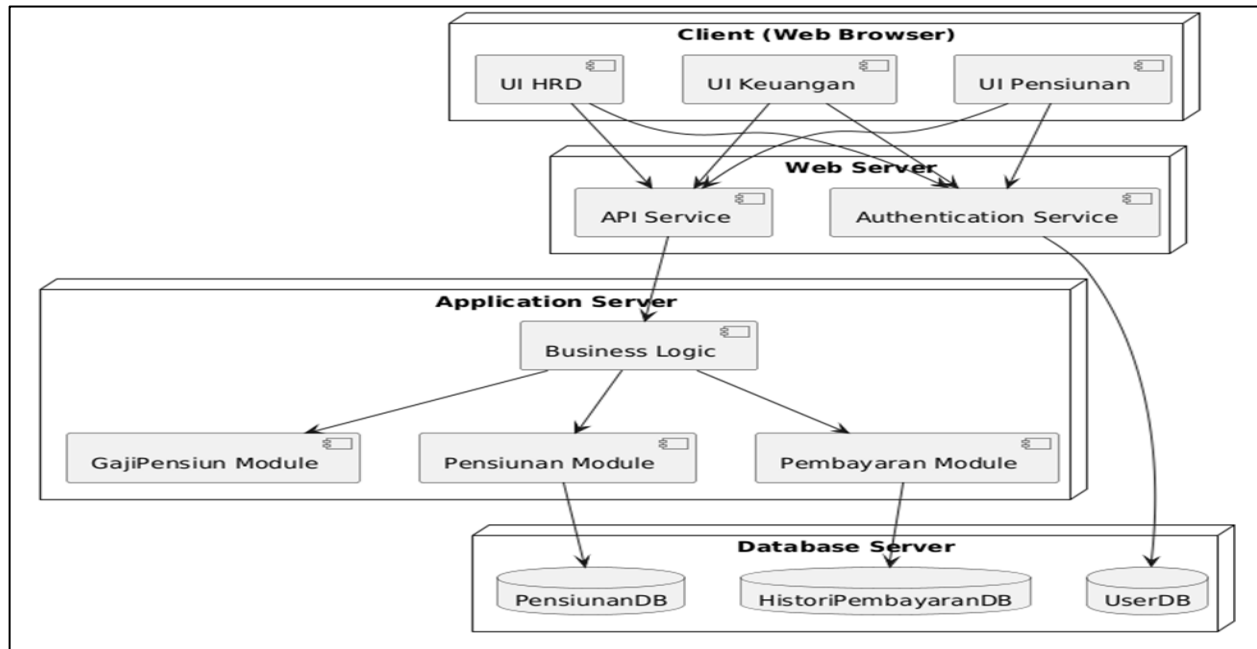 Client (Web Browser)
UI HRD
UI Keuangan
UI Pensiunan
Web Server
API Service
Authentication Service
Application Server
Business Logic
GajiPensiun Module
Pensiunan Module
Pembayaran Module
Database Server
PensiunanDB
HistoriPembayaranDB
UserDB